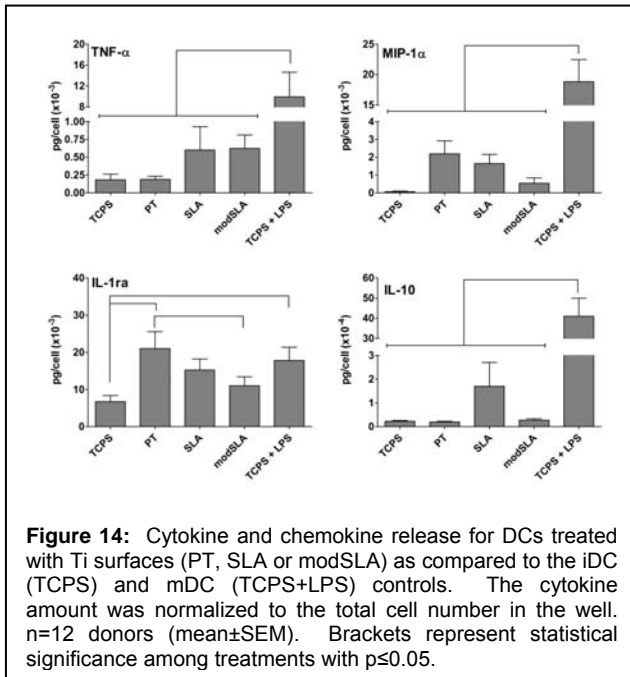 TNF-α
pg/cell (x10⁻³)
20
16
12
8
1.00
0.75
0.50
0.25
0.00
TCPS
PT
SLA
modSLA
TCPS + LPS
MIP-1α
pg/cell (x10⁻³)
25
20
15
4
3
2
1
0
TCPS
PT
SLA
modSLA
TCPS + LPS
IL-1ra
pg/cell (x10⁻³)
40
30
20
10
0
TCPS
PT
SLA
modSLA
TCPS + LPS
IL-10
pg/cell (x10⁻⁴)
60
50
40
30
3
2
1
0
TCPS
PT
SLA
modSLA
TCPS + LPS
Figure 14: Cytokine and chemokine release for DCs treated
with Ti surfaces (PT, SLA or modSLA) as compared to the iDC
(TCPS) and mDC (TCPS+LPS) controls. The cytokine
amount was normalized to the total cell number in the well.
n=12 donors (mean±SEM). Brackets represent statistical
significance among treatments with p≤0.05.